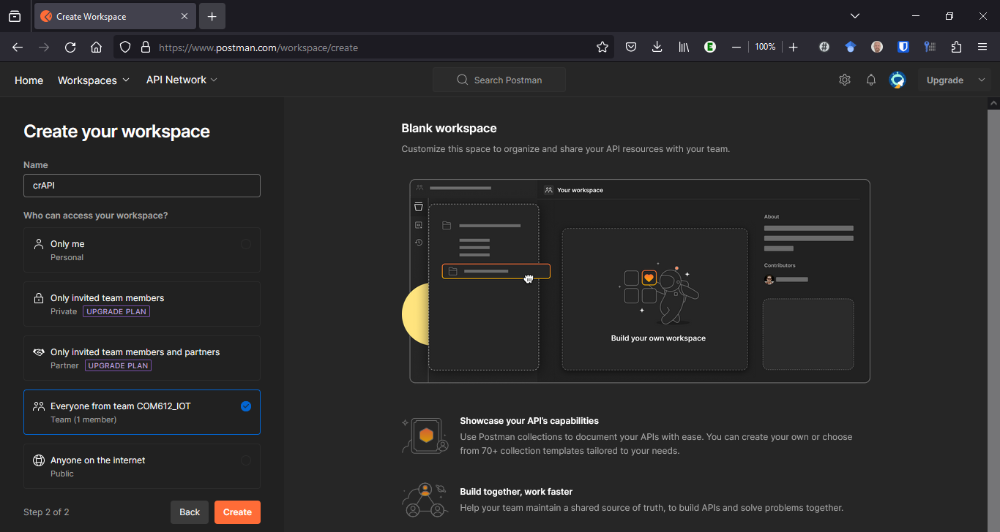 Create Workspace
https://www.postman.com/workspace/create
100%
Home
Workspaces
API Network
Search Postman
Upgrade
Create your workspace
Name
crAPI
Who can access your workspace?
Only me
Personal
Only invited team members
Private UPGRADE PLAN
Only invited team members and partners
Partner UPGRADE PLAN
Everyone from team COM612_IOT
Team (1 member)
Anyone on the internet
Public
Step 2 of 2
Back
Create
Blank workspace
Customize this space to organize and share your API resources with your team.
Your workspace
About
Contributors
Build your own workspace
Showcase your API's capabilities
Use Postman collections to document your APIs with ease. You can create your own or choose
from 70+ collection templates tailored to your needs.
Build together, work faster
Help your team maintain a shared source of truth, to build APIs and solve problems together.